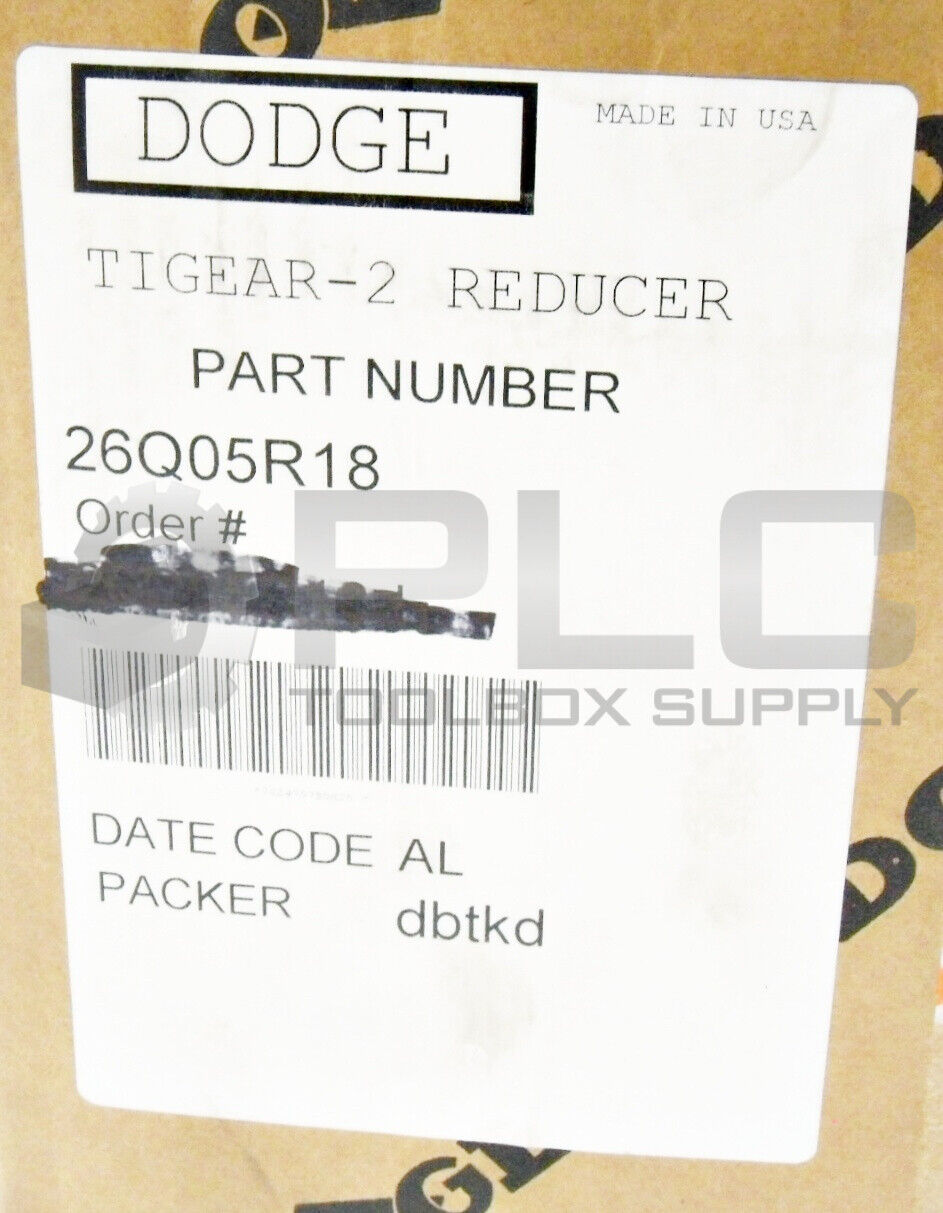 DODGE
MADE IN USA
TIGEAR-2 REDUCER
PART NUMBER
26Q05R18
Order #
PLC
TOOLBOX SUPPLY
DATE CODE AL
PACKER dbtkd